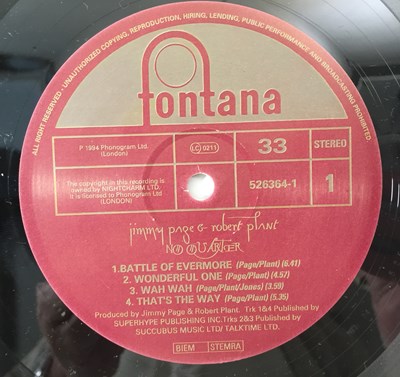 ALL RIGHT RESERVED · UNAUTHORIZED COPYING, REPRODUCTION, HIRING, LENDING, PUBLIC PERFORMANCE AND BROADCASTING PROHIBITED
fontana
℗ 1994 Phonogram Ltd.
(London)
LC 0211
33
STEREO
The copyright in this recording is
owned by NIGHTCHARM LTD.
It is licensed to Phonogram Ltd
(LONDON)
526364-1
1
jimmy page & robert plant
NO QUARTER
1.BATTLE OF EVERMORE (Page/Plant) (6.41)
2. WONDERFUL ONE (Page/Plant) (4.57)
3. WAH WAH (Page/Plant/Jones) (3.59)
4. THAT'S THE WAY (Page/Plant) (5.35)
Produced by Jimmy Page & Robert Plant. Trk 1&4 Published by
SUPERHYPE PUBLISHING INC.Trks 2&3 Published by
SUCCUBUS MUSIC LTD/ TALKTIME LTD.
BIEM STEMRA